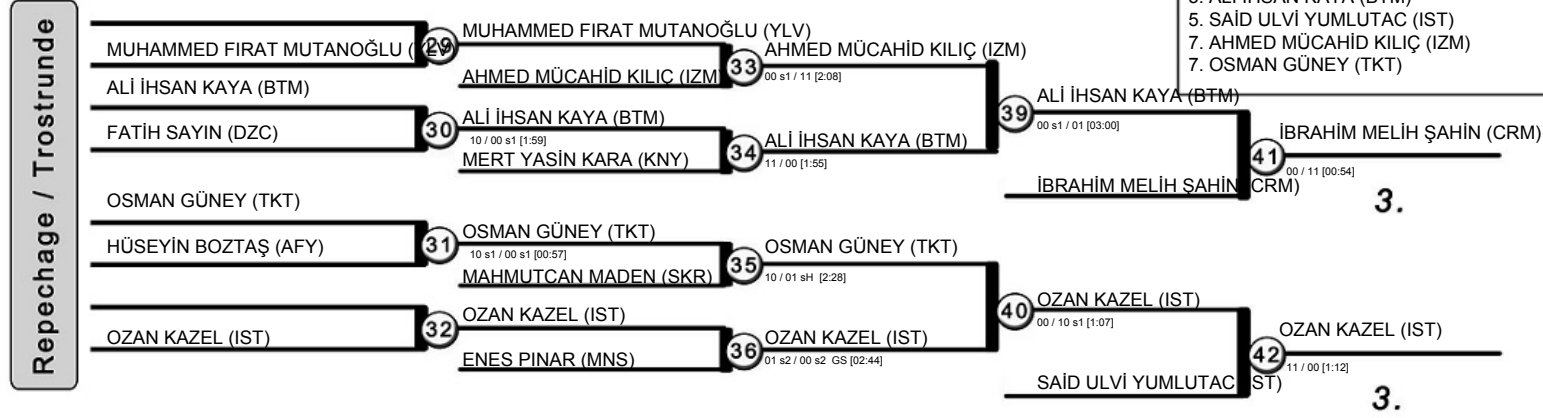 Repechage / Trostrunde
MUHAMMED FIRAT MUTANOĞLU (YLV)
29
MUHAMMED FIRAT MUTANOĞLU (YLV)
AHMED MÜCAHİD KILIÇ (IZM)
33
AHMED MÜCAHİD KILIÇ (IZM)
00 s1 / 11 [2:08]
ALİ İHSAN KAYA (BTM)
FATİH SAYIN (DZC)
30
ALİ İHSAN KAYA (BTM)
10 / 00 s1 [1:59]
MERT YASİN KARA (KNY)
34
ALİ İHSAN KAYA (BTM)
11 / 00 [1:55]
39
ALİ İHSAN KAYA (BTM)
00 s1 / 01 [03:00]
İBRAHİM MELİH ŞAHİN (CRM)
41
İBRAHİM MELİH ŞAHİN (CRM)
00 / 11 [00:54]
3.
OSMAN GÜNEY (TKT)
HÜSEYİN BOZTAŞ (AFY)
31
OSMAN GÜNEY (TKT)
10 s1 / 00 s1 [00:57]
MAHMUTCAN MADEN (SKR)
35
OSMAN GÜNEY (TKT)
10 / 01 sH [2:28]
OZAN KAZEL (IST)
32
OZAN KAZEL (IST)
ENES PINAR (MNS)
36
OZAN KAZEL (IST)
01 s2 / 00 s2 GS [02:44]
40
OZAN KAZEL (IST)
00 / 10 s1 [1:07]
SAİD ULVİ YUMLUTAC (IST)
42
OZAN KAZEL (IST)
11 / 00 [1:12]
3.
5. ALİ İHSAN KAYA (BTM)
5. SAİD ULVİ YUMLUTAC (IST)
7. AHMED MÜCAHİD KILIÇ (IZM)
7. OSMAN GÜNEY (TKT)